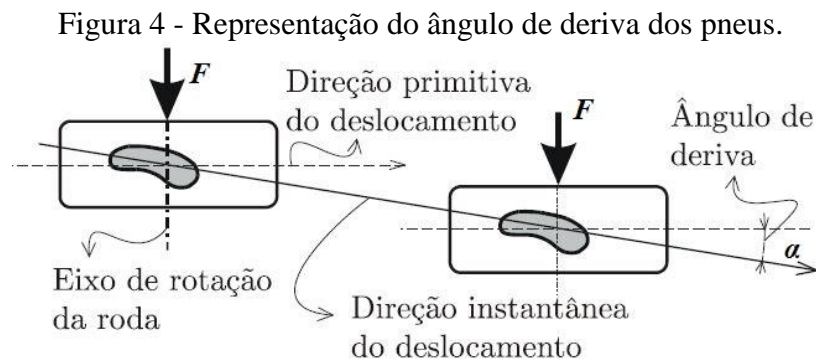 Figura 4 - Representação do ângulo de deriva dos pneus.
F
Direção primitiva
do deslocamento
F
Ângulo de
deriva
α
Eixo de rotação
da roda
Direção instantânea
do deslocamento